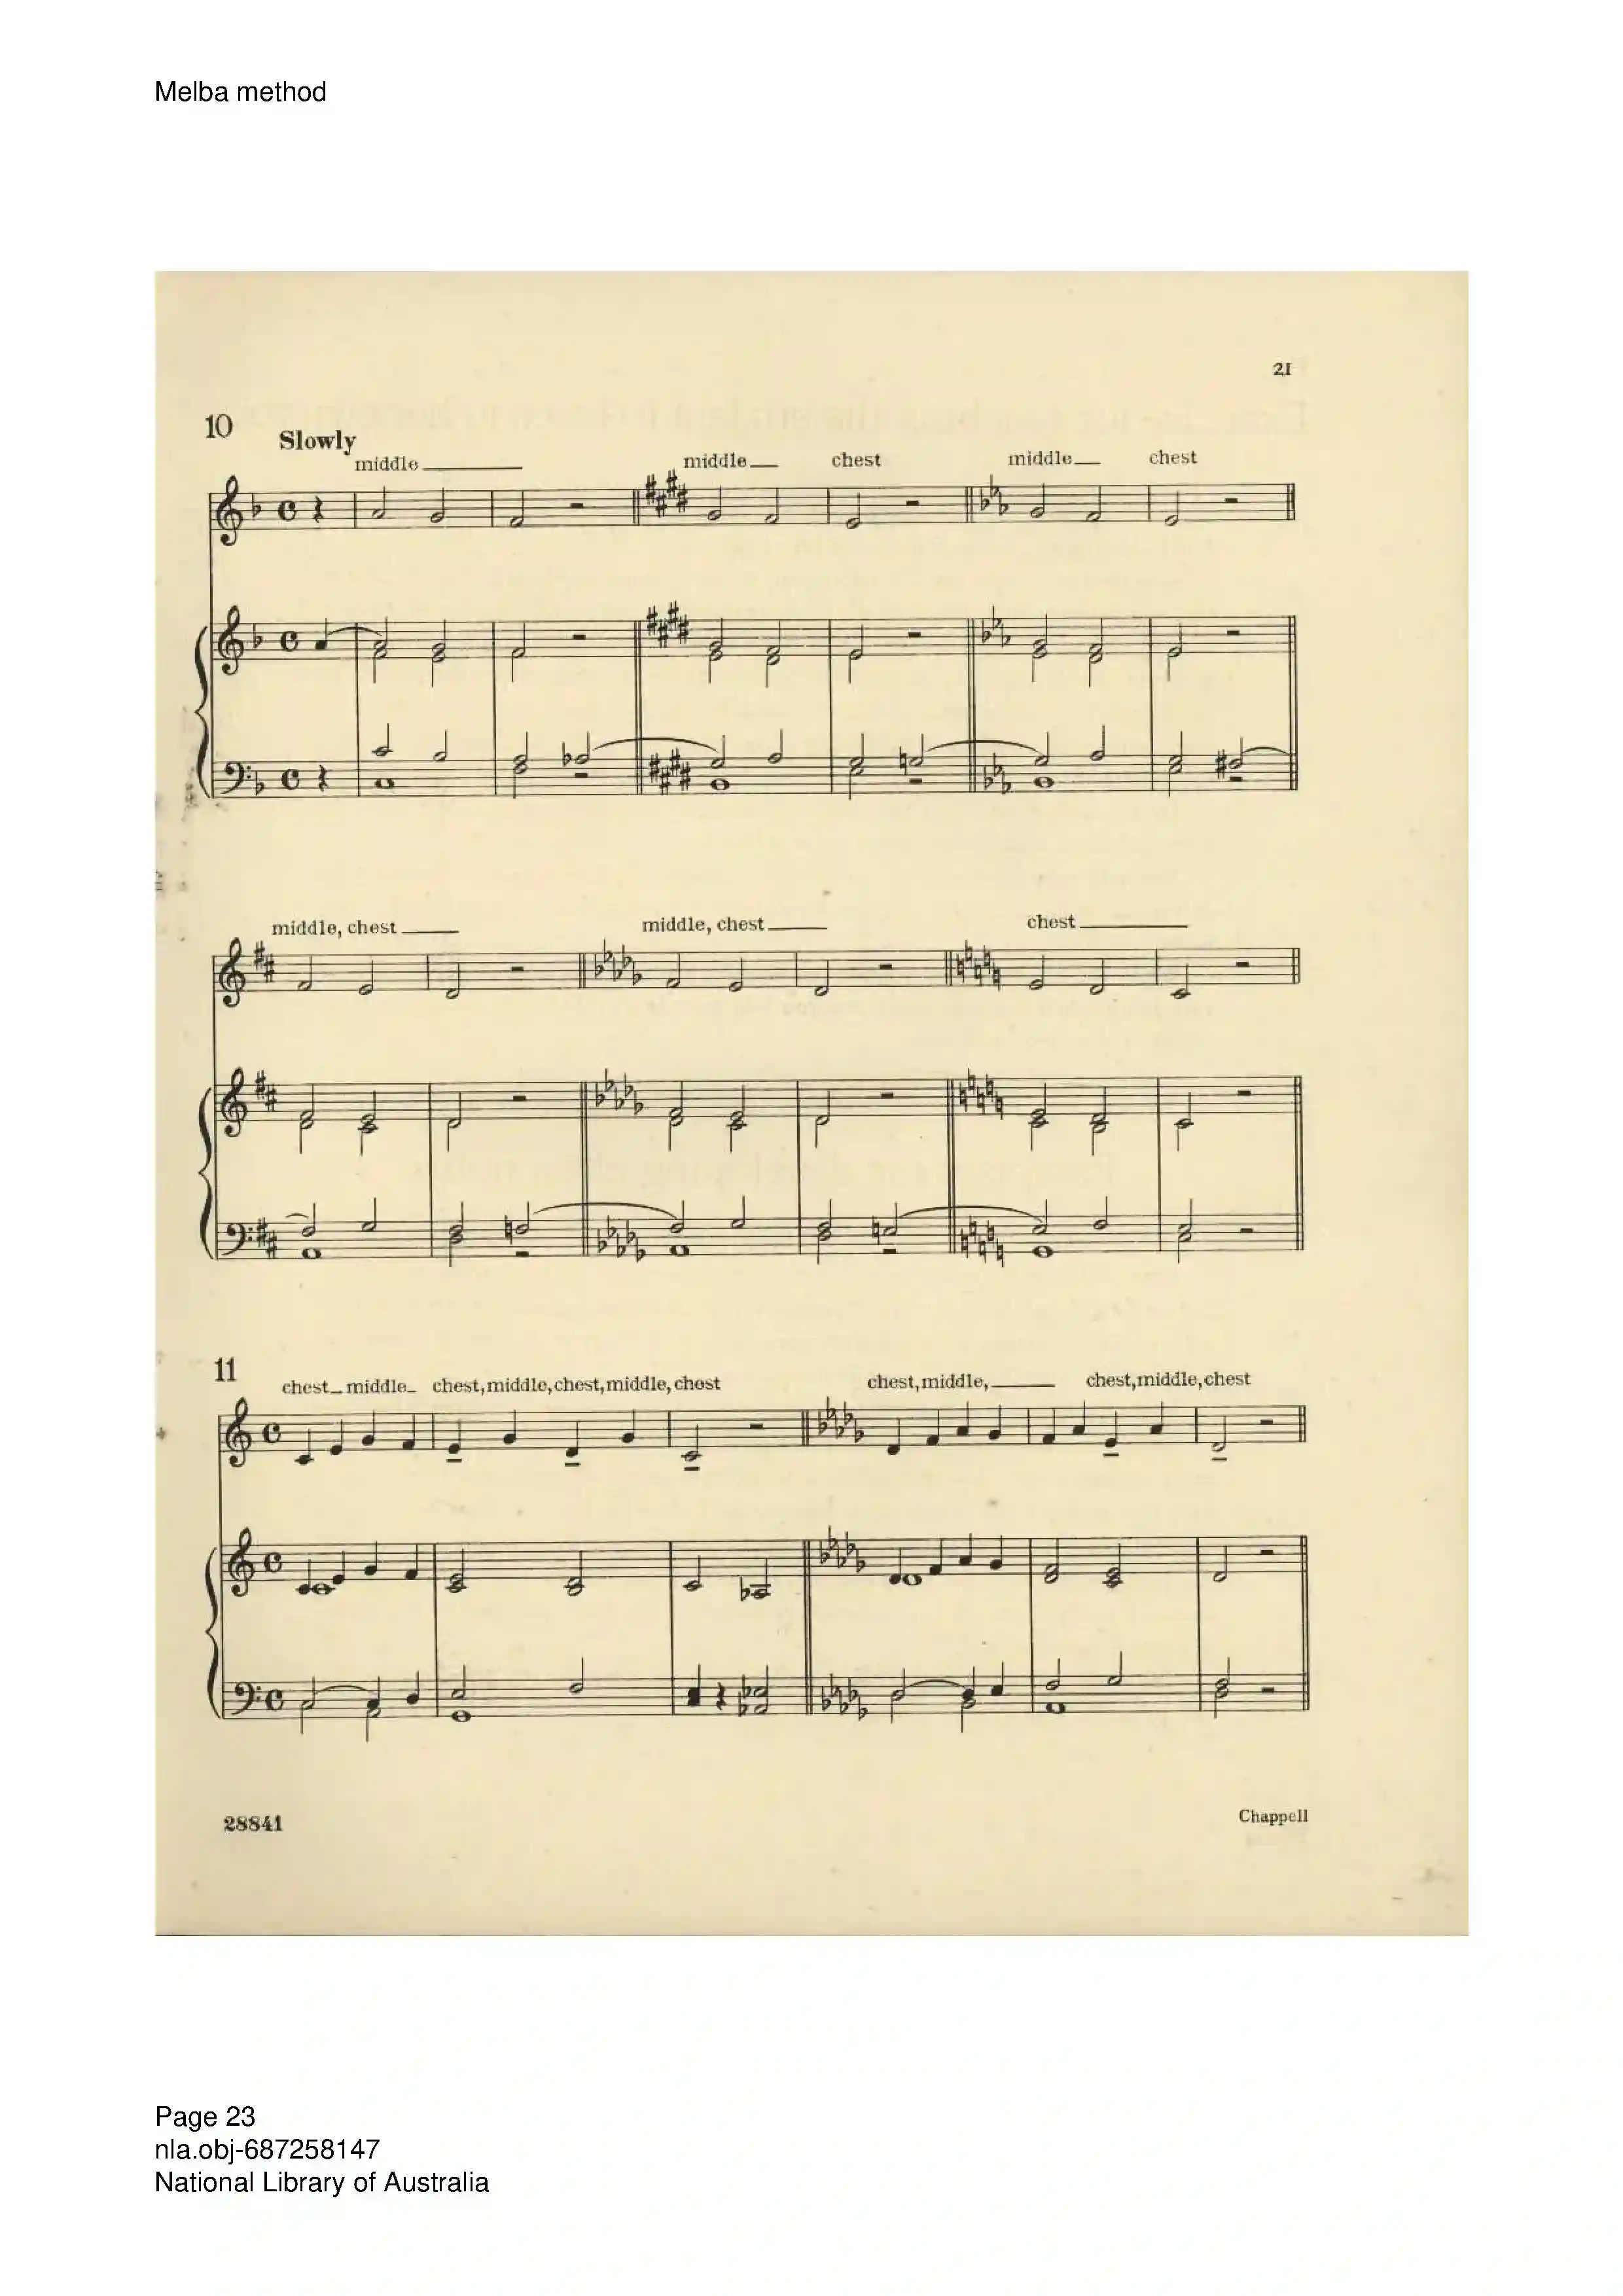 Melba method
21
10
Slowly
middle middle chest middle chest
middle, chest middle, chest chest
11
chest middle chest, middle, chest, middle, chest chest, middle, chest, middle, chest
28841 Chappell
Page 23
nla.obj-687258147
National Library of Australia